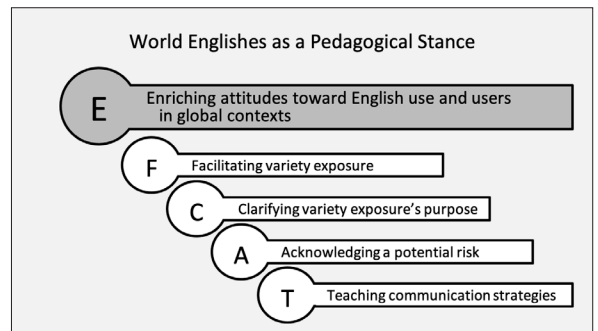 World Englishes as a Pedagogical Stance
E
Enriching attitudes toward English use and users
in global contexts
F
Facilitating variety exposure
C
Clarifying variety exposure's purpose
A
Acknowledging a potential risk
T
Teaching communication strategies